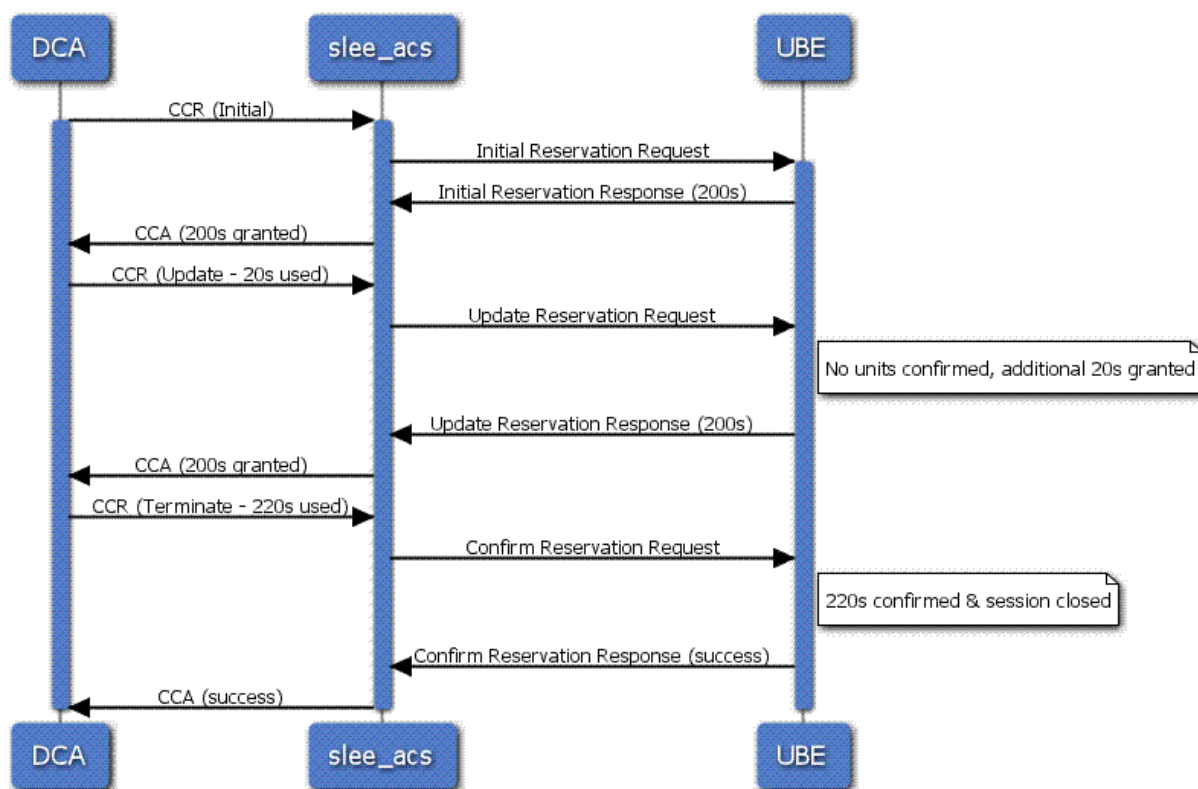 DCA
slee_acs
UBE
CCR (Initial)
Initial Reservation Request
Initial Reservation Response (200s)
CCA (200s granted)
CCR (Update - 20s used)
Update Reservation Request
No units confirmed, additional 20s granted
Update Reservation Response (200s)
CCA (200s granted)
CCR (Terminate - 220s used)
Confirm Reservation Request
220s confirmed & session closed
Confirm Reservation Response (success)
CCA (success)
DCA
slee_acs
UBE